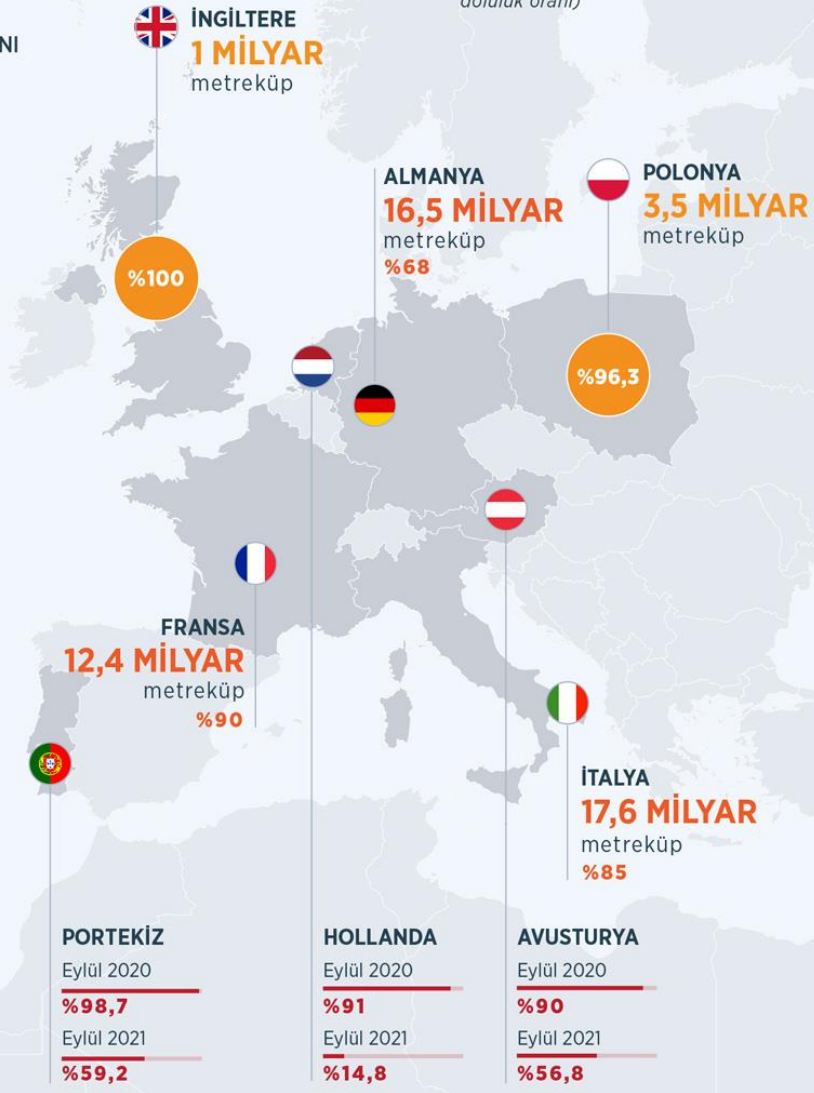 doluluk oranı)
NI
İNGİLTERE
1 MİLYAR
metreküp
%100
ALMANYA
16,5 MİLYAR
metreküp
%68
POLONYA
3,5 MİLYAR
metreküp
%96,3
FRANSA
12,4 MİLYAR
metreküp
%90
İTALYA
17,6 MİLYAR
metreküp
%85
PORTEKİZ
Eylül 2020
%98,7
Eylül 2021
%59,2
HOLLANDA
Eylül 2020
%91
Eylül 2021
%14,8
AVUSTURYA
Eylül 2020
%90
Eylül 2021
%56,8